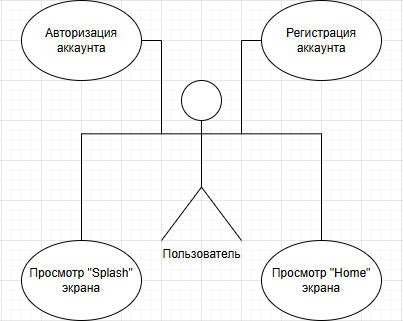 Авторизация
аккаунта
Регистрация
аккаунта
Пользователь
Просмотр "Splash"
экрана
Просмотр "Home"
экрана